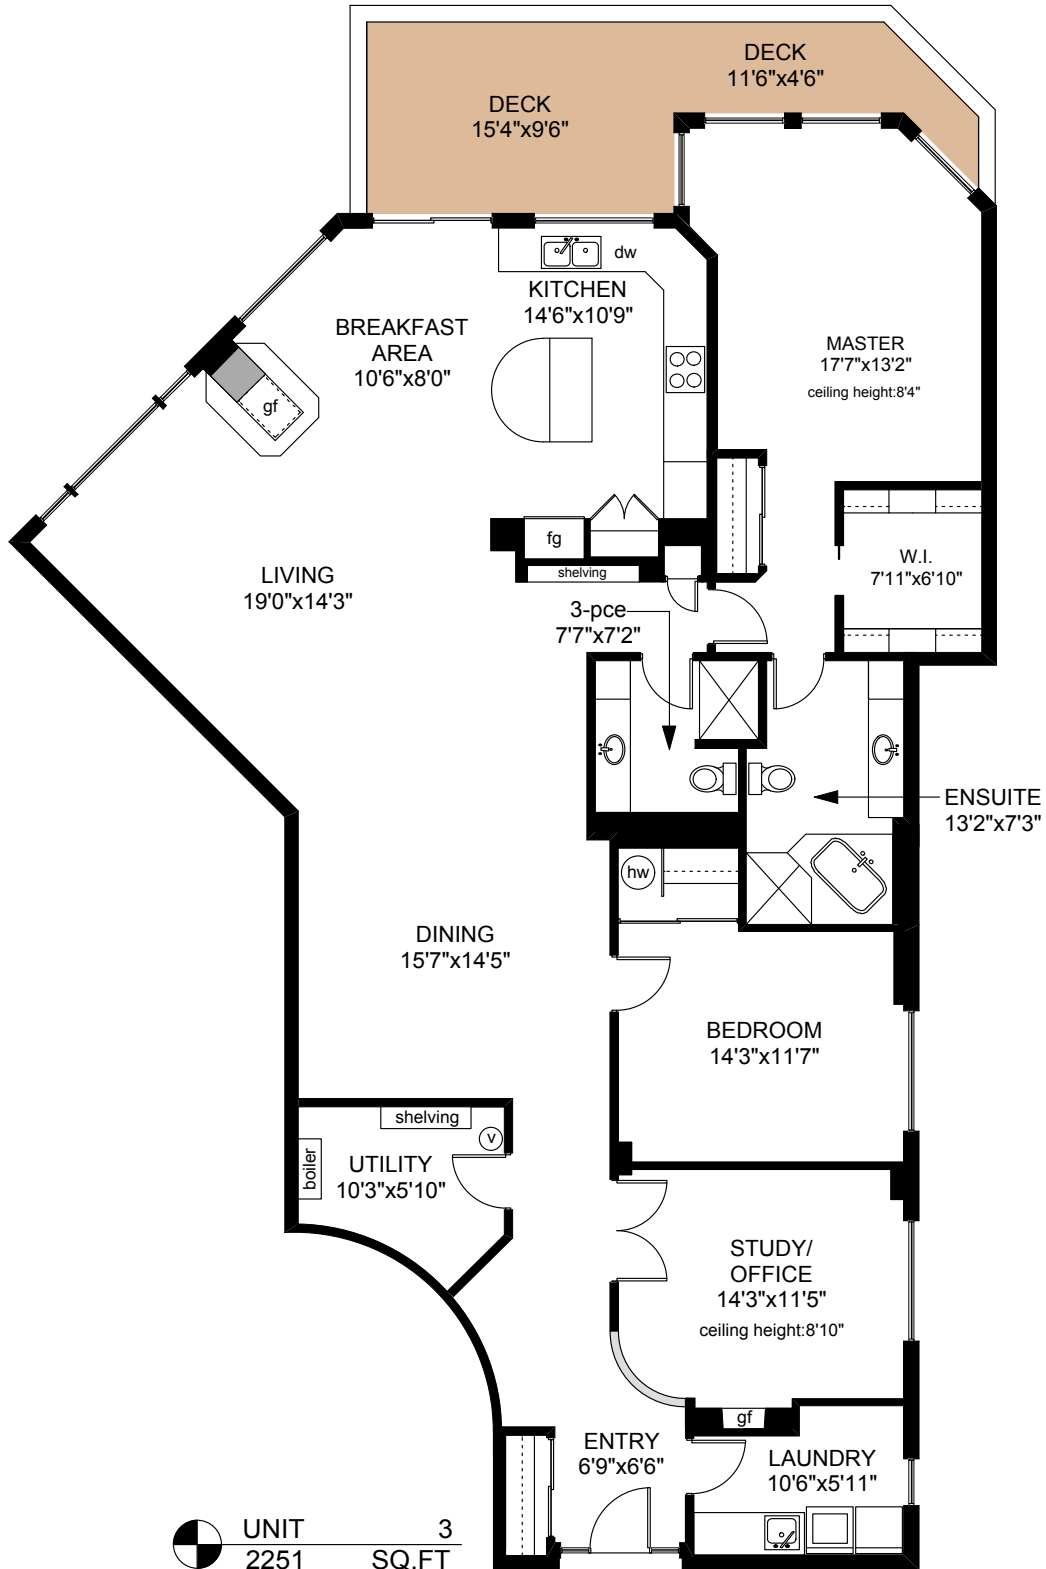 DECK
11'6"x4'6"
DECK
15'4"x9'6"
dw
KITCHEN
14'6"x10'9"
BREAKFAST
AREA
10'6"x8'0"
MASTER
17'7"x13'2"
ceiling height:8'4"
gf
fg
shelving
W.I.
7'11"x6'10"
LIVING
19'0"x14'3"
3-pce
7'7"x7'2"
ENSUITE
13'2"x7'3"
hw
DINING
15'7"x14'5"
BEDROOM
14'3"x11'7"
shelving
v
boiler
UTILITY
10'3"x5'10"
STUDY/
OFFICE
14'3"x11'5"
ceiling height:8'10"
gf
ENTRY
6'9"x6'6"
LAUNDRY
10'6"x5'11"
UNIT 3
2251 SQ.FT